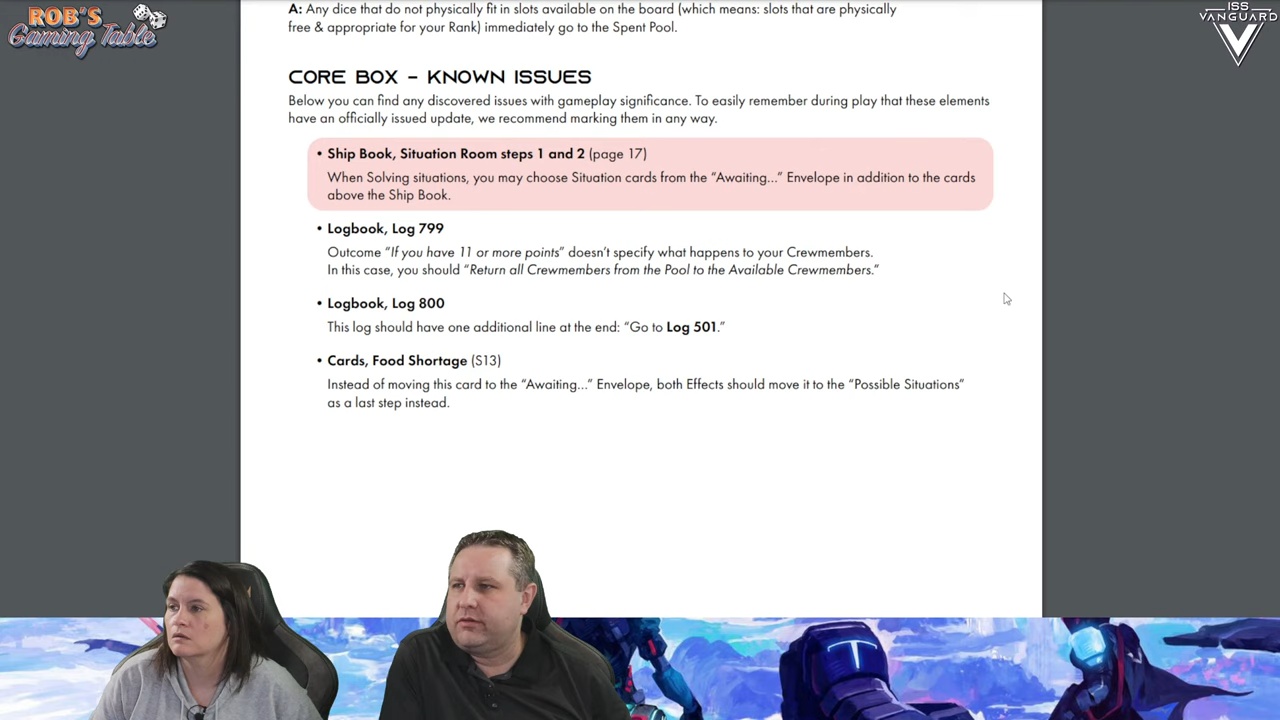 ROB'S
Gaming Table
ISS
VANGUARD
A: Any dice that do not physically fit in slots available on the board (which means: slots that are physically
free & appropriate for your Rank) immediately go to the Spent Pool.
CORE BOX – KNOWN ISSUES
Below you can find any discovered issues with gameplay significance. To easily remember during play that these elements
have an officially issued update, we recommend marking them in any way.
• Ship Book, Situation Room steps 1 and 2 (page 17)
When Solving situations, you may choose Situation cards from the “Awaiting...” Envelope in addition to the cards
above the Ship Book.
• Logbook, Log 799
Outcome “If you have 11 or more points” doesn’t specify what happens to your Crewmembers.
In this case, you should “Return all Crewmembers from the Pool to the Available Crewmembers.”
• Logbook, Log 800
This log should have one additional line at the end: “Go to Log 501.”
• Cards, Food Shortage (S13)
Instead of moving this card to the “Awaiting...” Envelope, both Effects should move it to the “Possible Situations”
as a last step instead.